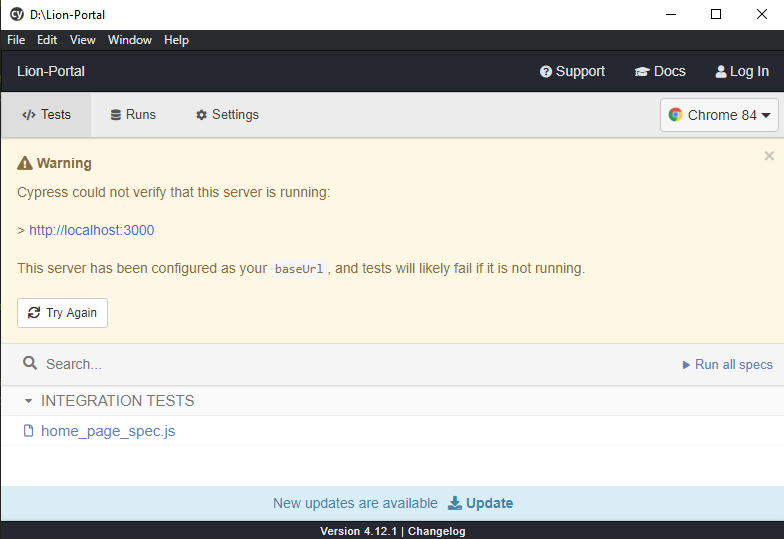 cy D:\Lion-Portal
File Edit View Window Help
Lion-Portal Support Docs Log In
Tests Runs Settings Chrome 84
Warning
Cypress could not verify that this server is running:
> http://localhost:3000
This server has been configured as your baseUrl, and tests will likely fail if it is not running.
Try Again
Search... Run all specs
INTEGRATION TESTS
home_page_spec.js
New updates are available Update
Version 4.12.1 | Changelog